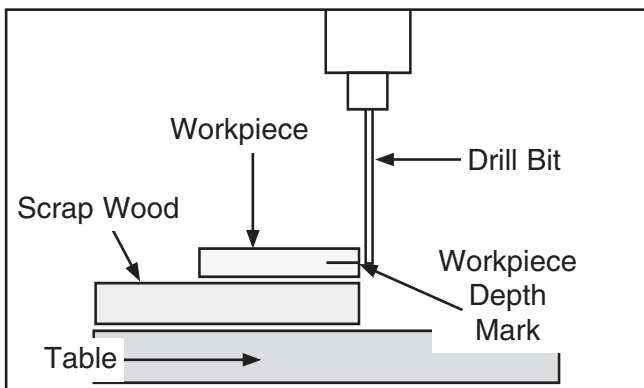 Workpiece
Drill Bit
Scrap Wood
Workpiece
Depth
Mark
Table